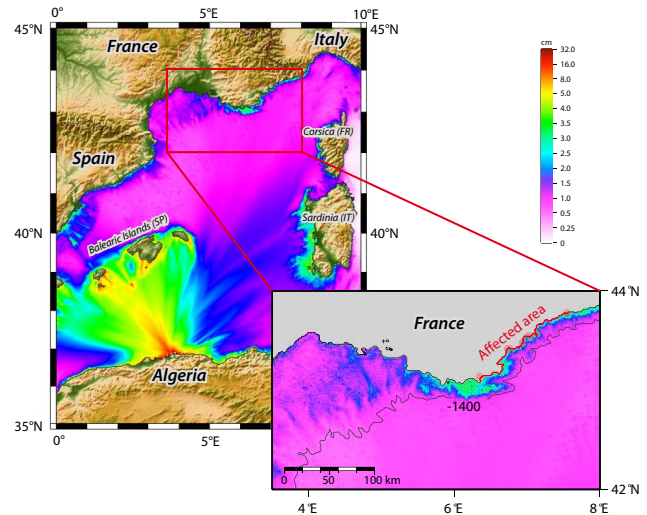 0° 5°E 10°E
45°N 45°N
France
Italy
Corsica (FR)
Spain
Sardinia (IT)
Balearic Islands (SP)
40°N 40°N
Algeria
35°N
0° 5°E
cm
32.0
16.0
8.0
5.0
4.0
3.5
3.0
2.5
2.0
1.5
1.0
0.5
0.25
0
44°N
France
Affected area
-1400
0 50 100 km
42°N
4°E 6°E 8°E